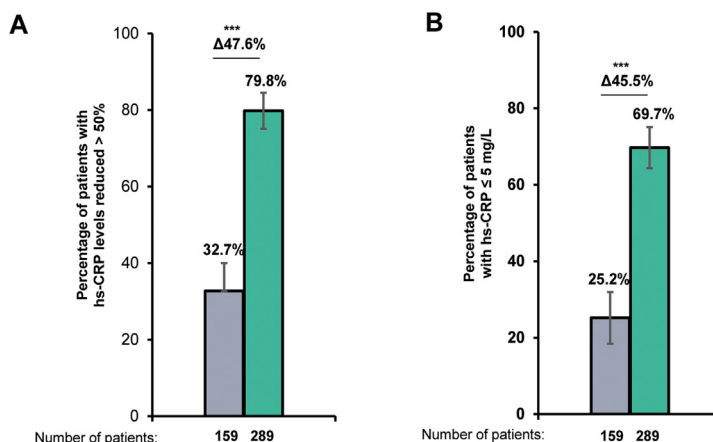 A
Percentage of patients with
hs-CRP levels reduced > 50%
100
80
60
40
20
0
***
Δ47.6%
79.8%
32.7%
Number of patients: 159 289
B
Percentage of patients
with hs-CRP ≤ 5 mg/L
100
80
60
40
20
0
***
Δ45.5%
69.7%
25.2%
Number of patients: 159 289